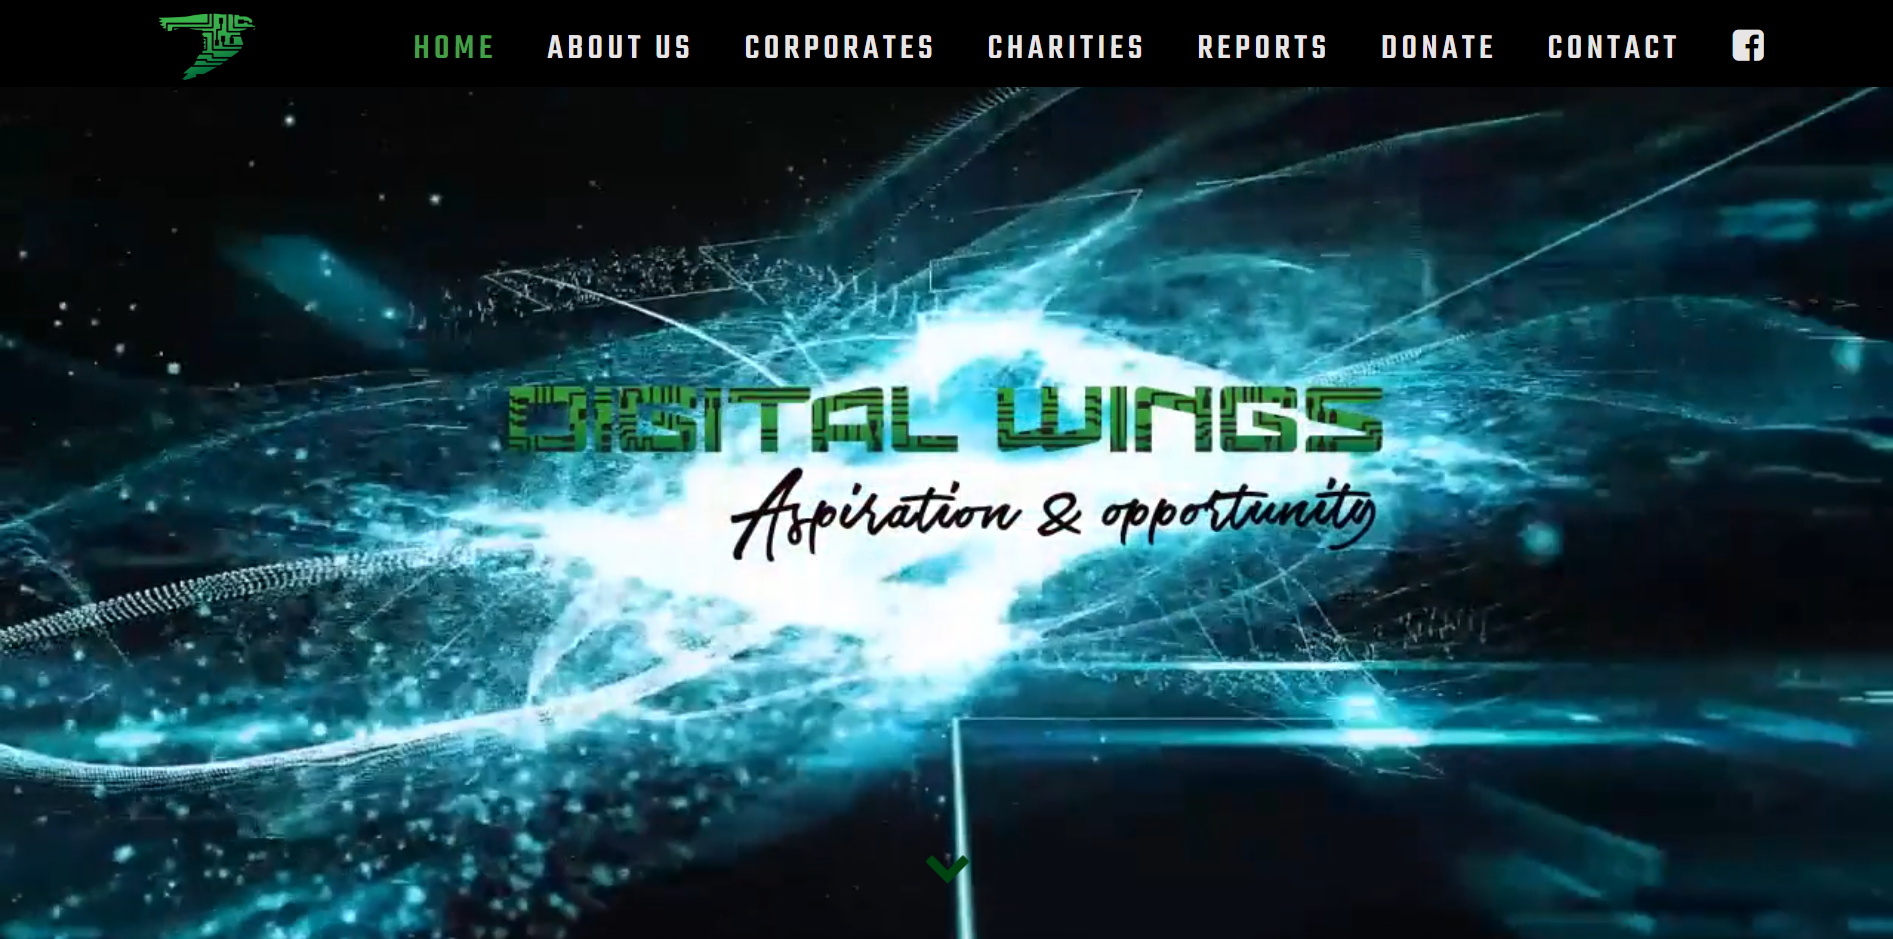 HOME ABOUT US CORPORATES CHARITIES REPORTS DONATE CONTACT
DIGITAL WINGS
Aspiration & opportunity